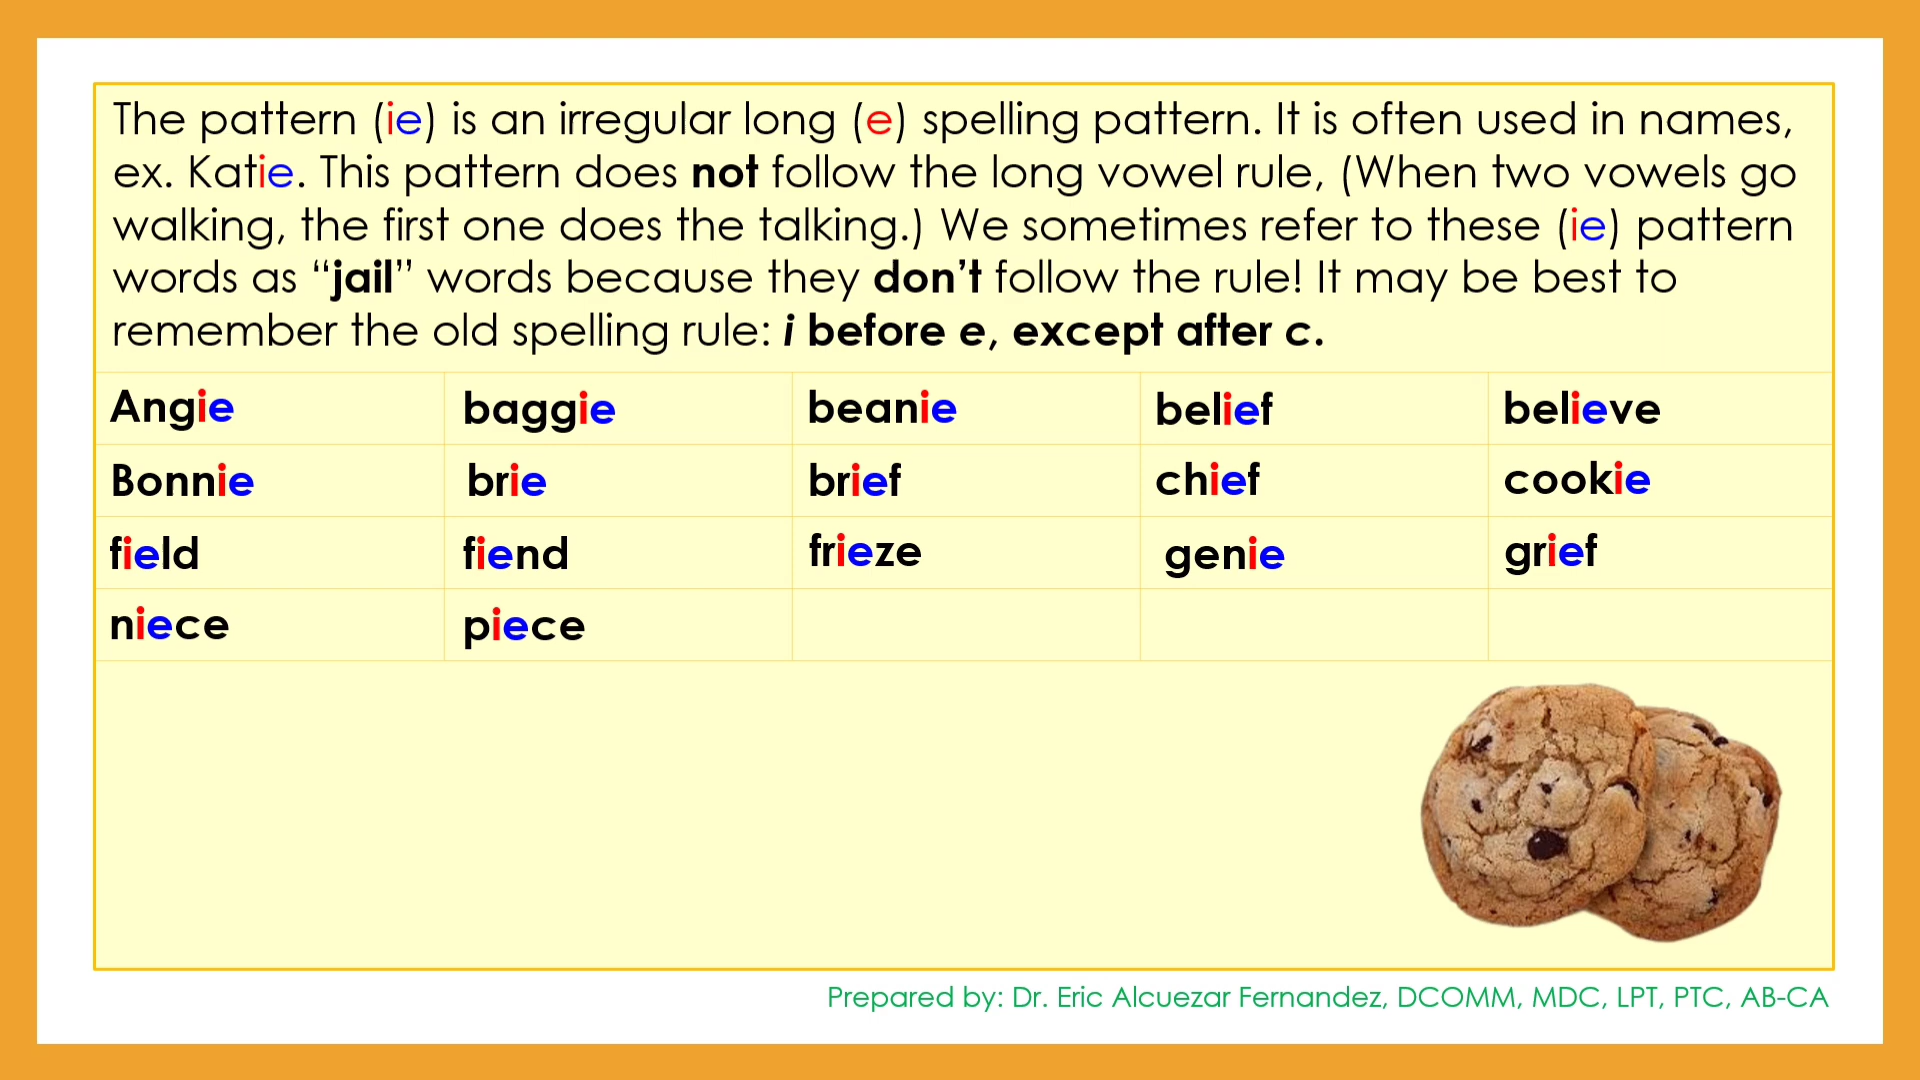 The pattern (ie) is an irregular long (e) spelling pattern. It is often used in names,
ex. Katie. This pattern does not follow the long vowel rule, (When two vowels go
walking, the first one does the talking.) We sometimes refer to these (ie) pattern
words as “jail” words because they don’t follow the rule! It may be best to
remember the old spelling rule: i before e, except after c.
Angie baggie beanie belief believe
Bonnie brie brief chief cookie
field fiend frieze genie grief
niece piece
Prepared by: Dr. Eric Alcuezar Fernandez, DCOMM, MDC, LPT, PTC, AB-CA